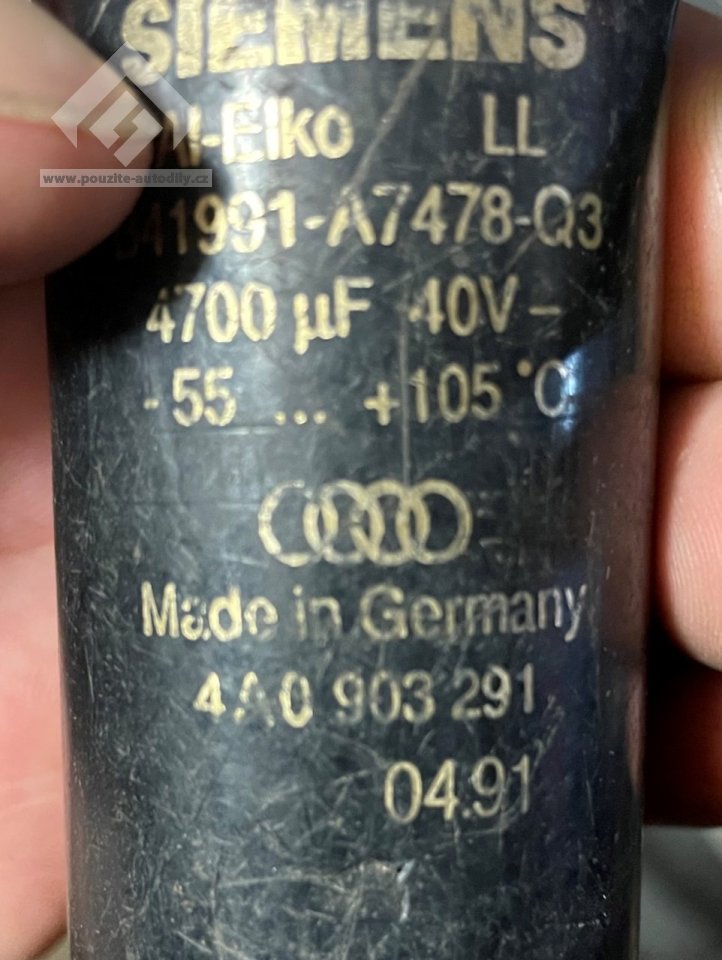 SIEMENS
Al-Elko LL
www.pouzite-autodily.cz
41991-A7478-Q3
4700 µF 40V –
- 55 ... + 105 °C
Made in Germany
4A0 903 291
04.91